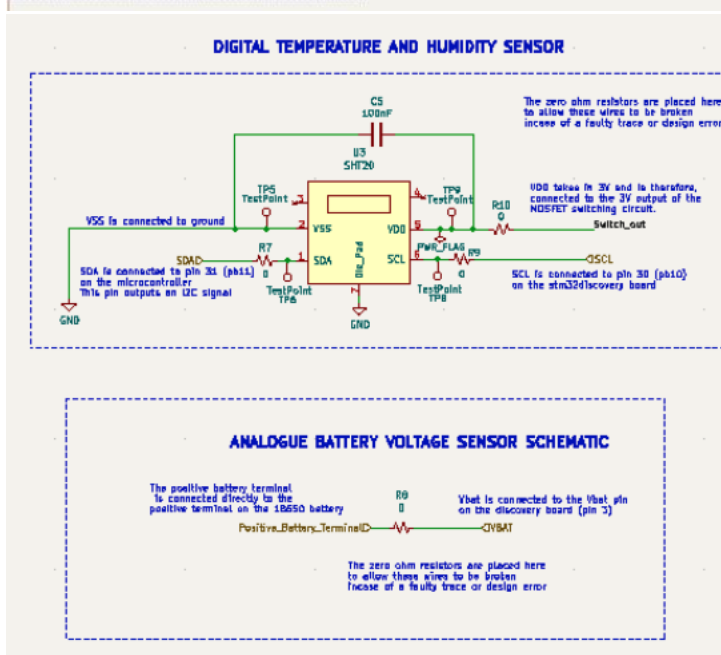 DIGITAL TEMPERATURE AND HUMIDITY SENSOR
The zero ohm resistors are placed here
to allow these wires to be broken
incase of a faulty trace or design error
C5
100nF
U3
SHT20
TP5
TestPoint
TP9
TestPoint
VDD takes in 3V and is therefore,
connected to the 3V output of the
MOSFET switching circuit.
R10
0
Switch_out
VSS is connected to ground
3
4
2
VSS
VDD
5
PWR_FLAG
SDA
R7
0
1
SDA
SCL
6
R9
0
SCL
Die_Pad
7
TestPoint
TP6
TestPoint
TP8
SDA is connected to pin 31 (pb11)
on the microcontroller
This pin outputs an I2C signal
SCL is connected to pin 30 (pb10)
on the stm32discovery board
GND
GND
ANALOGUE BATTERY VOLTAGE SENSOR SCHEMATIC
The positive battery terminal
is connected directly to the
positive terminal on the 18650 battery
0
Vbat is connected to the Vbat pin
on the discovery board (pin 3)
Positive_Battery_Terminal
VBAT
The zero ohm resistors are placed here
to allow these wires to be broken
incase of a faulty trace or design error